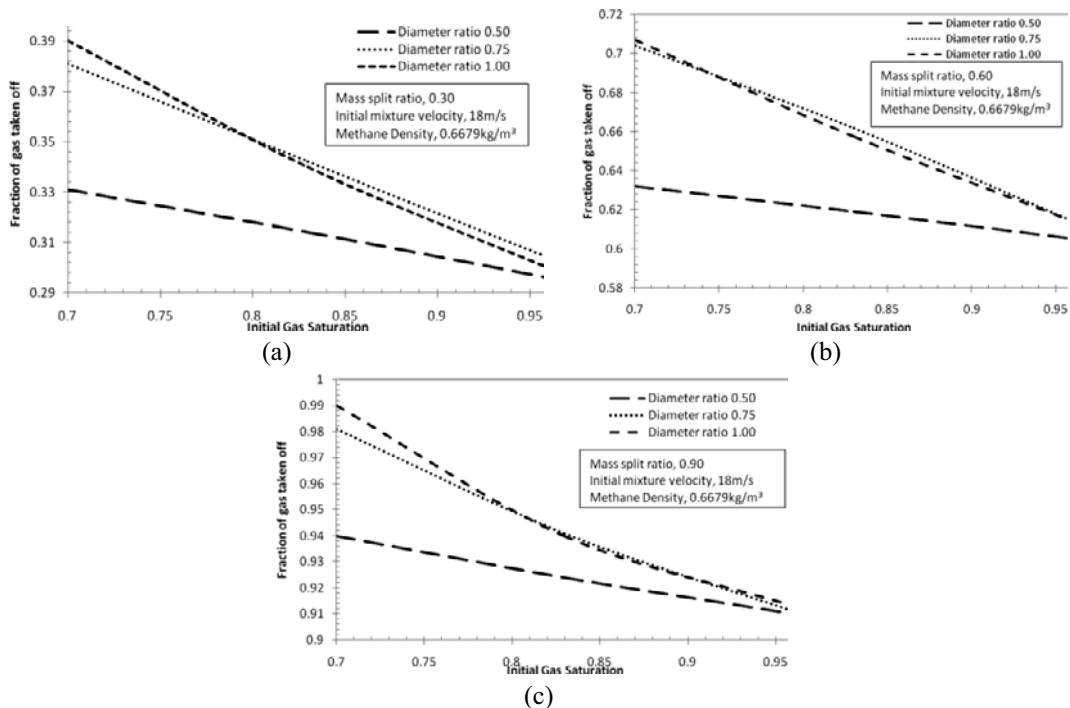 Diameter ratio 0.50
Diameter ratio 0.75
Diameter ratio 1.00
Mass split ratio, 0.30
Initial mixture velocity, 18m/s
Methane Density, 0.6679kg/m³
Fraction of gas taken off
0.39
0.37
0.35
0.33
0.31
0.29
0.7
0.75
0.8
0.85
0.9
0.95
Initial Gas Saturation
(a)
Diameter ratio 0.50
Diameter ratio 0.75
Diameter ratio 1.00
Mass split ratio, 0.60
Initial mixture velocity, 18m/s
Methane Density, 0.6679kg/m³
Fraction of gas taken off
0.72
0.7
0.68
0.66
0.64
0.62
0.6
0.58
0.7
0.75
0.8
0.85
0.9
0.95
Initial Gas Saturation
(b)
Diameter ratio 0.50
Diameter ratio 0.75
Diameter ratio 1.00
Mass split ratio, 0.90
Initial mixture velocity, 18m/s
Methane Density, 0.6679kg/m³
Fraction of gas taken off
1
0.99
0.98
0.97
0.96
0.95
0.94
0.93
0.92
0.91
0.9
0.7
0.75
0.8
0.85
0.9
0.95
Initial Gas Saturation
(c)